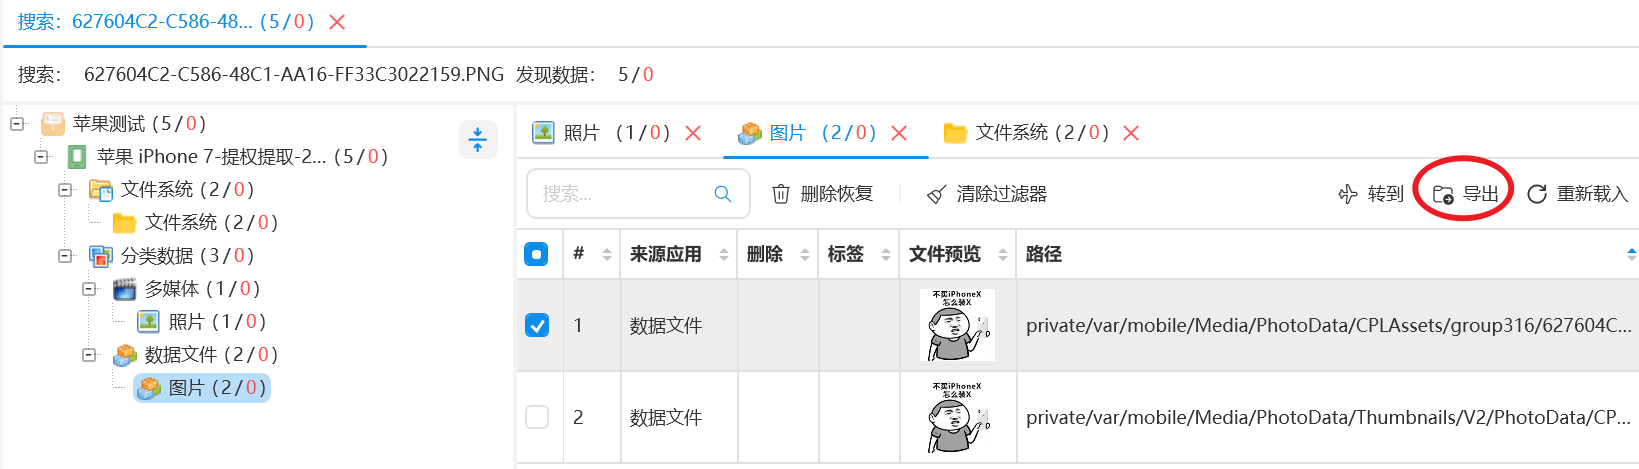 搜索：627604C2-C586-48... (5/0)
搜索： 627604C2-C586-48C1-AA16-FF33C3022159.PNG 发现数据： 5/0
苹果测试 (5/0)
苹果 iPhone 7-提权提取-2... (5/0)
文件系统 (2/0)
文件系统 (2/0)
分类数据 (3/0)
多媒体 (1/0)
照片 (1/0)
数据文件 (2/0)
图片 (2/0)
照片 (1/0) 图片 (2/0) 文件系统 (2/0)
搜索... 删除恢复 清除过滤器 转到 导出 重新载入
# 来源应用 删除 标签 文件预览 路径
不买iPhoneX
怎么装X
1 数据文件 private/var/mobile/Media/PhotoData/CPLAssets/group316/627604C...
不买iPhoneX
怎么装X
2 数据文件 private/var/mobile/Media/PhotoData/Thumbnails/V2/PhotoData/CP...